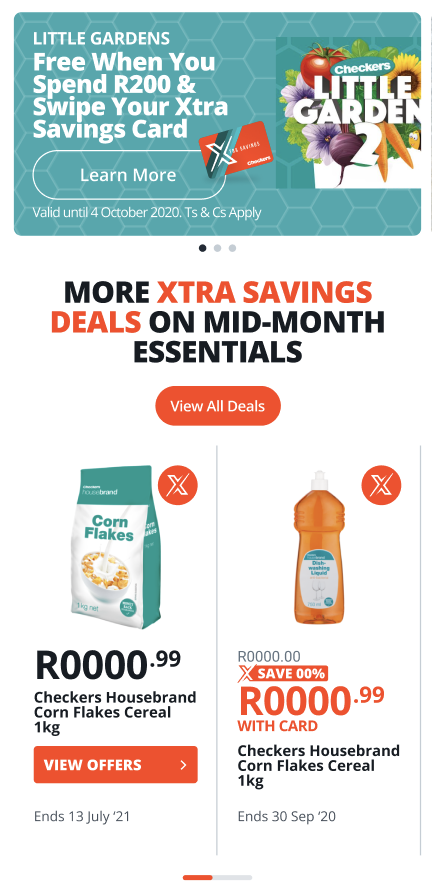 LITTLE GARDENS
Free When You
Spend R200 &
Swipe Your Xtra
Savings Card
Learn More
Valid until 4 October 2020. Ts & Cs Apply
XTRA SAVINGS
Checkers
Checkers
LITTLE
GARDEN
2
MORE XTRA SAVINGS
DEALS ON MID-MONTH
ESSENTIALS
View All Deals
X
Checkers
housebrand
Corn
Flakes
Corn
Flakes
1kg net
R0000.99
Checkers Housebrand
Corn Flakes Cereal
1kg
VIEW OFFERS
Ends 13 July ‘21
X
Dish-
washing
Liquid
R0000.00
X SAVE 00%
R0000.99
WITH CARD
Checkers Housebrand
Corn Flakes Cereal
1kg
Ends 30 Sep ‘20